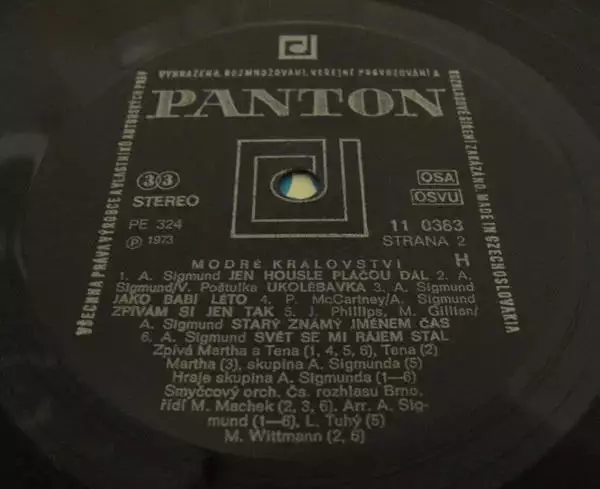 VYHRAZENA. ROZMNOŽOVÁNÍ, VEŘEJNÉ PROVOZOVÁNÍ A
VŠECHNA PRÁVA VÝROBCE A VLASTNÍKŮ AUTORSKÝCH PRÁV
PANTON
ROZHLASOVÉ ŠÍŘENÍ ZAKÁZÁNO. MADE IN CZECHOSLOVAKIA
33
STEREO
OSA
OSVU
PE 324
℗ 1973
11 0363
STRANA 2
H
MODRÉ KRÁLOVSTVÍ
1. A. Sigmund JEN HOUSLE PLÁČOU DÁL 2. A.
Sigmund/V. Poštulka UKOLÉBAVKA 3. A. Sigmund
JAKO BABÍ LÉTO 4. P. McCartney/A. Sigmund
ZPÍVÁM SI JEN TAK 5. J. Phillips, M. Gillian/
A. Sigmund STARÝ ZNÁMÝ JMÉNEM ČAS
6. A. Sigmund SVĚT SE MI RÁJEM STAL
Zpívá Martha a Tena (1, 4, 5, 6), Tena (2)
Martha (3), skupina A. Sigmunda (5)
Hraje skupina A. Sigmunda (1—6)
Smyčcový orch. Čs. rozhlasu Brno,
řídí M. Machek (2, 3, 6). Arr. A. Sig-
mund (1—6), L. Tuhý (5)
M. Wittmann (2, 6)